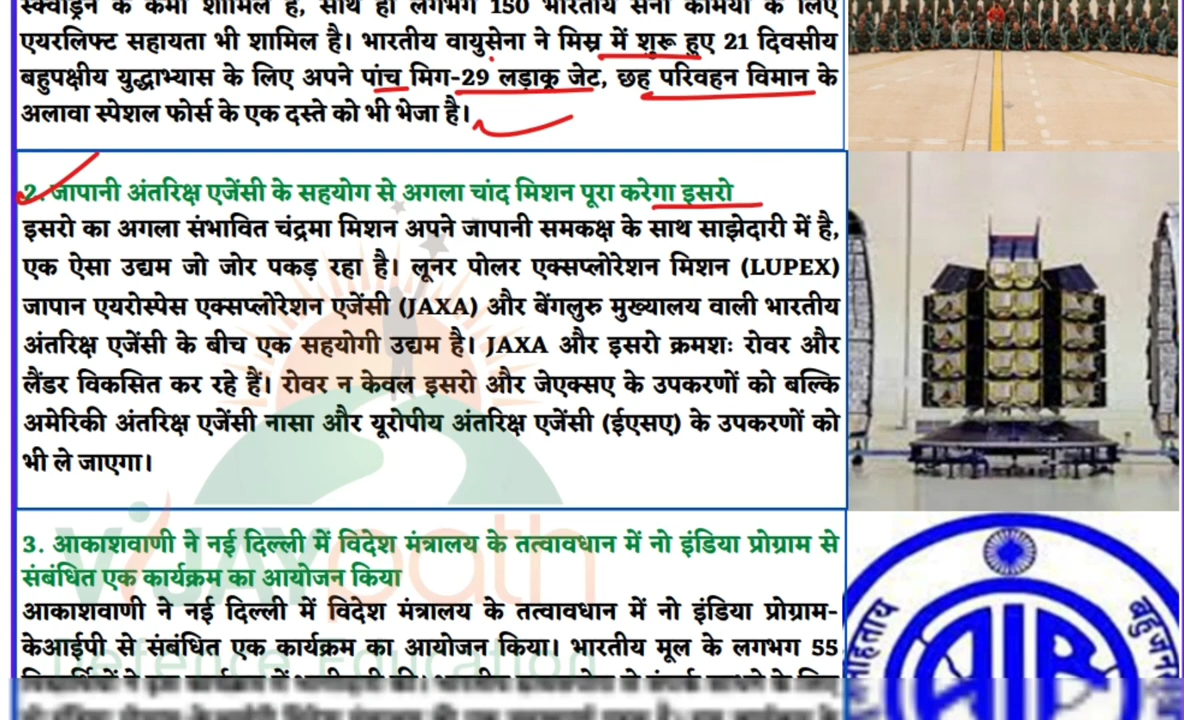 स्क्वाड्रन के कर्मी शामिल हैं, साथ ही लगभग 150 भारतीय सेना कर्मियों के लिए
एयरलिफ्ट सहायता भी शामिल है। भारतीय वायुसेना ने मिस्र में शुरू हुए 21 दिवसीय
बहुपक्षीय युद्धाभ्यास के लिए अपने पांच मिग-29 लड़ाकू जेट, छह परिवहन विमान के
अलावा स्पेशल फोर्स के एक दस्ते को भी भेजा है।
2. जापानी अंतरिक्ष एजेंसी के सहयोग से अगला चांद मिशन पूरा करेगा इसरो
इसरो का अगला संभावित चंद्रमा मिशन अपने जापानी समकक्ष के साथ साझेदारी में है,
एक ऐसा उद्यम जो जोर पकड़ रहा है। लूनर पोलर एक्सप्लोरेशन मिशन (LUPEX)
जापान एयरोस्पेस एक्सप्लोरेशन एजेंसी (JAXA) और बेंगलुरु मुख्यालय वाली भारतीय
अंतरिक्ष एजेंसी के बीच एक सहयोगी उद्यम है। JAXA और इसरो क्रमशः रोवर और
लैंडर विकसित कर रहे हैं। रोवर न केवल इसरो और जेएक्सए के उपकरणों को बल्कि
अमेरिकी अंतरिक्ष एजेंसी नासा और यूरोपीय अंतरिक्ष एजेंसी (ईएसए) के उपकरणों को
भी ले जाएगा।
3. आकाशवाणी ने नई दिल्ली में विदेश मंत्रालय के तत्वावधान में नो इंडिया प्रोग्राम से
संबंधित एक कार्यक्रम का आयोजन किया
आकाशवाणी ने नई दिल्ली में विदेश मंत्रालय के तत्वावधान में नो इंडिया प्रोग्राम-
केआईपी से संबंधित एक कार्यक्रम का आयोजन किया। भारतीय मूल के लगभग 55
ViJAYpath
Defence Education
बहुजन
AIR